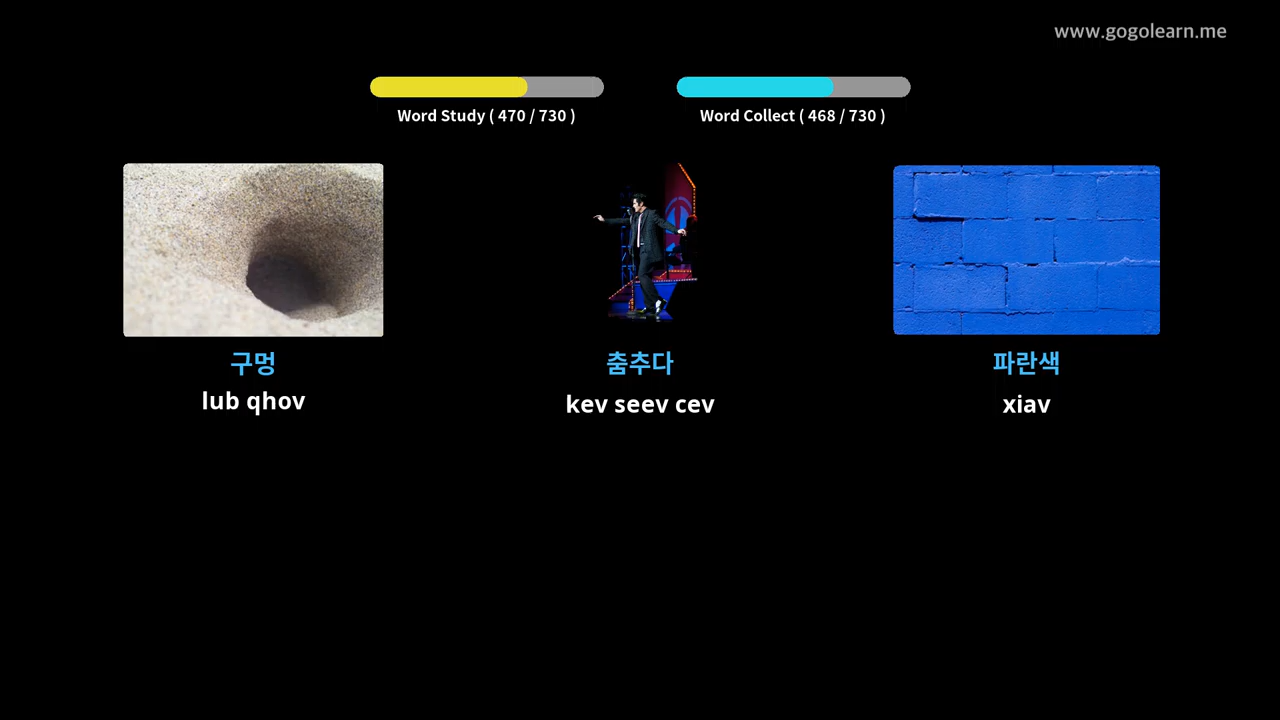 www.gogolearn.me
Word Study ( 470 / 730 )
Word Collect ( 468 / 730 )
구멍
춤추다
파란색
lub qhov
kev seev cev
xiav